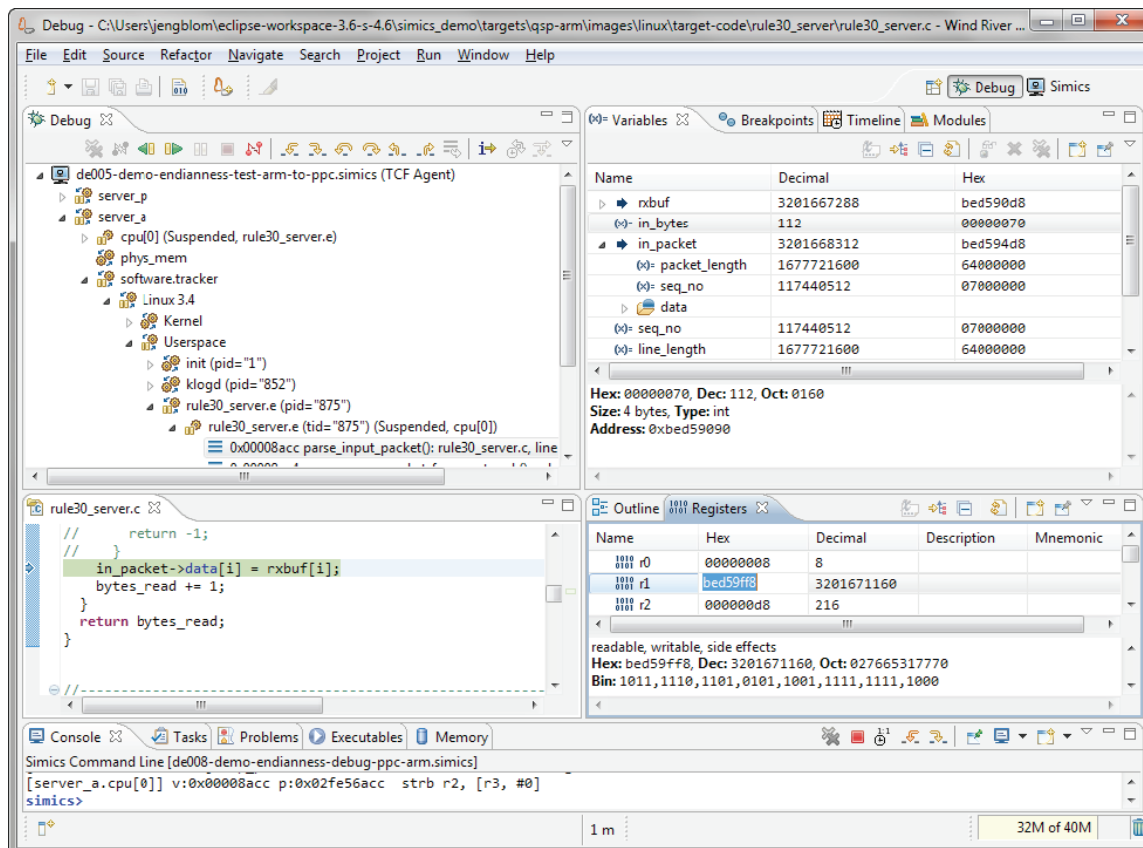 Debug - C:\Users\jengblom\eclipse-workspace-3.6-s-4.6\simics_demo\targets\qsp-arm\images\linux\target-code\rule30_server\rule30_server.c - Wind River ...
File Edit Source Refactor Navigate Search Project Run Window Help
Debug Simics
Debug
de005-demo-endianness-test-arm-to-ppc.simics (TCF Agent)
server_p
server_a
cpu[0] (Suspended, rule30_server.e)
phys_mem
software.tracker
Linux 3.4
Kernel
Userspace
init (pid="1")
klogd (pid="852")
rule30_server.e (pid="875")
rule30_server.e (tid="875") (Suspended, cpu[0])
0x00008acc parse_input_packet(): rule30_server.c, line
(x)= Variables Breakpoints Timeline Modules
Name Decimal Hex
rxbuf 3201667288 bed590d8
(x)= in_bytes 112 00000070
in_packet 3201668312 bed594d8
(x)= packet_length 1677721600 64000000
(x)= seq_no 117440512 07000000
data
(x)= seq_no 117440512 07000000
(x)= line_length 1677721600 64000000
Hex: 00000070, Dec: 112, Oct: 0160
Size: 4 bytes, Type: int
Address: 0xbed59090
rule30_server.c
// return -1;
// }
in_packet->data[i] = rxbuf[i];
bytes_read += 1;
}
return bytes_read;
}
//---------------------------------------------------------
Outline Registers
Name Hex Decimal Description Mnemonic
r0 00000008 8
r1 bed59ff8 3201671160
r2 000000d8 216
readable, writable, side effects
Hex: bed59ff8, Dec: 3201671160, Oct: 027665317770
Bin: 1011,1110,1101,0101,1001,1111,1111,1000
Console Tasks Problems Executables Memory
Simics Command Line [de008-demo-endianness-debug-ppc-arm.simics]
[server_a.cpu[0]] v:0x00008acc p:0x02fe56acc strb r2, [r3, #0]
simics>
1 m 32M of 40M